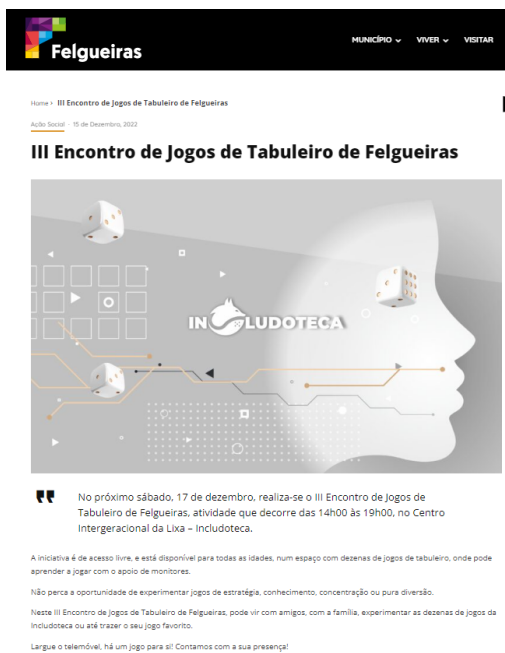 Felgueiras
MUNICÍPIO VIVER VISITAR
Home > III Encontro de Jogos de Tabuleiro de Felgueiras
Ação Social - 15 de Dezembro, 2022
III Encontro de Jogos de Tabuleiro de Felgueiras
INCLUDOTECA
No próximo sábado, 17 de dezembro, realiza-se o III Encontro de Jogos de
Tabuleiro de Felgueiras, atividade que decorre das 14h00 às 19h00, no Centro
Intergeracional da Lixa – Includoteca.
A iniciativa é de acesso livre, e está disponível para todas as idades, num espaço com dezenas de jogos de tabuleiro, onde pode
aprender a jogar com o apoio de monitores.
Não perca a oportunidade de experimentar jogos de estratégia, conhecimento, concentração ou pura diversão.
Neste III Encontro de Jogos de Tabuleiro de Felgueiras, pode vir com amigos, com a família, experimentar as dezenas de jogos da
Includoteca ou até trazer o seu jogo favorito.
Largue o telemóvel, há um jogo para si! Contamos com a sua presença!